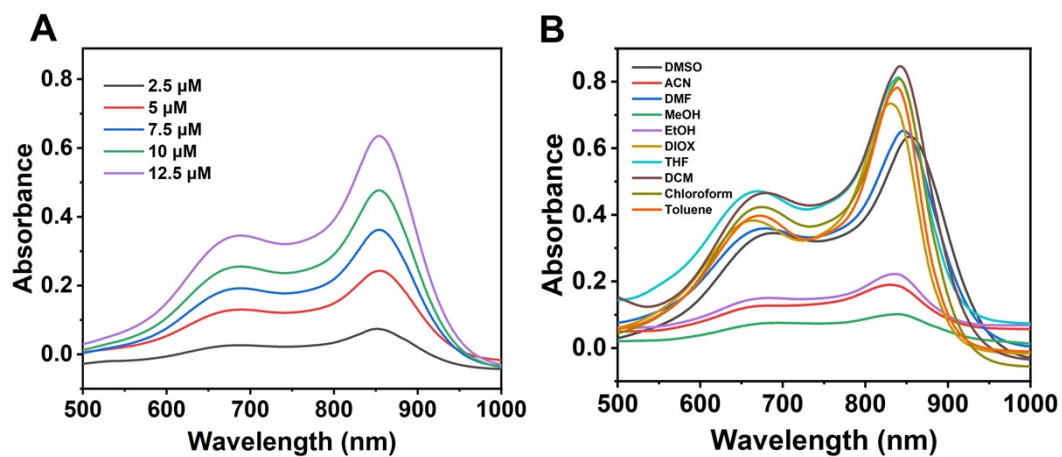 A
0.8
0.6
0.4
0.2
0.0
Absorbance
2.5 µM
5 µM
7.5 µM
10 µM
12.5 µM
500 600 700 800 900 1000
Wavelength (nm)
B
0.8
0.6
0.4
0.2
0.0
Absorbance
DMSO
ACN
DMF
MeOH
EtOH
DIOX
THF
DCM
Chloroform
Toluene
500 600 700 800 900 1000
Wavelength (nm)